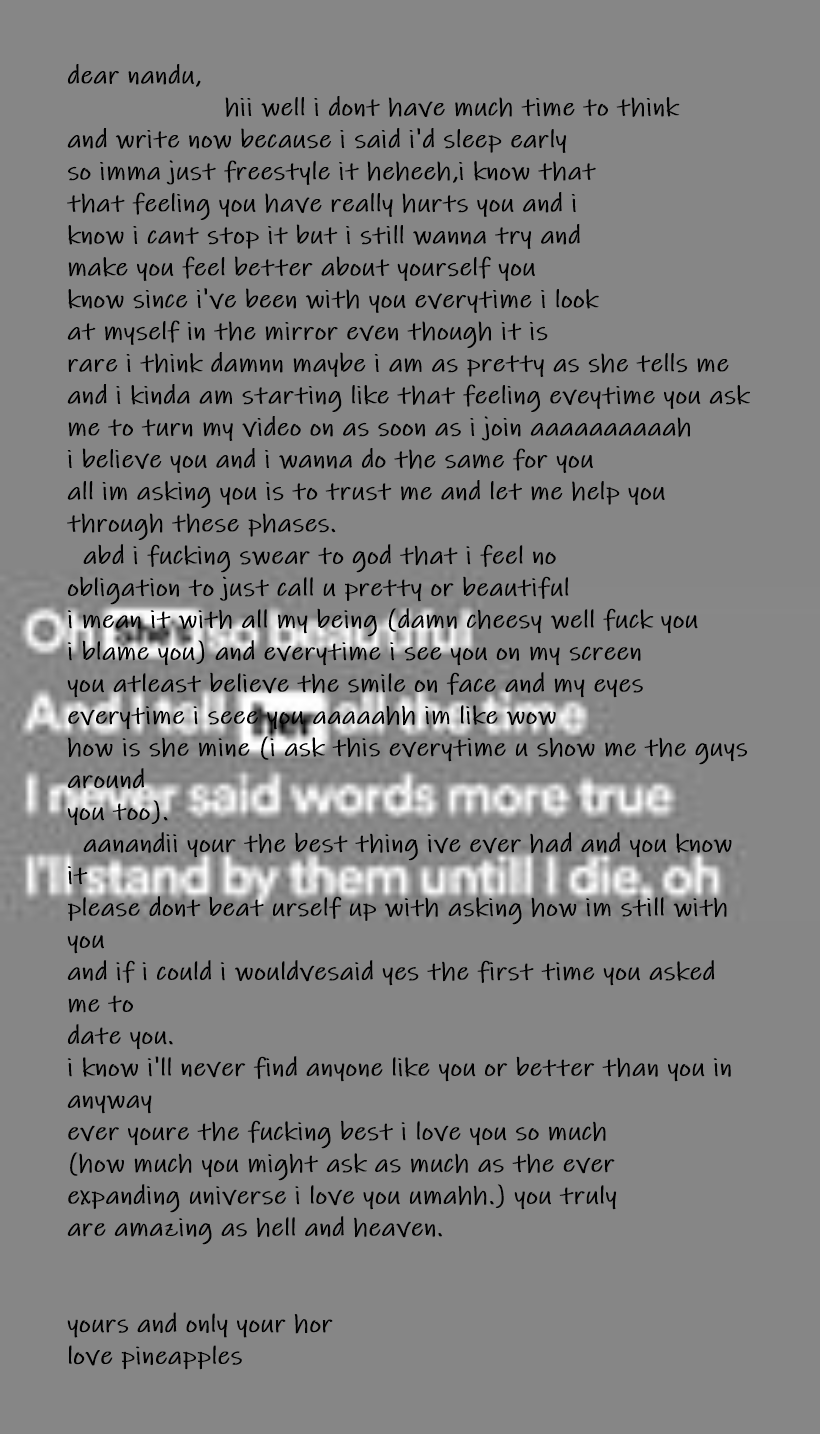 dear nandu,
hii well i dont have much time to think
and write now because i said i'd sleep early
so imma just freestyle it heheeh,i know that
that feeling you have really hurts you and i
know i cant stop it but i still wanna try and
make you feel better about yourself you
know since i've been with you everytime i look
at myself in the mirror even though it is
rare i think damnn maybe i am as pretty as she tells me
and i kinda am starting like that feeling eveytime you ask
me to turn my video on as soon as i join aaaaaaaaaah
i believe you and i wanna do the same for you
all im asking you is to trust me and let me help you
through these phases.
abd i fucking swear to god that i feel no
obligation to just call u pretty or beautiful
i mean it with all my being (damn cheesy well fuck you
i blame you) and everytime i see you on my screen
you atleast believe the smile on face and my eyes
everytime i seee you aaaaahh im like wow
how is she mine (i ask this everytime u show me the guys
around
you too).
aanandii your the best thing ive ever had and you know
it
please dont beat urself up with asking how im still with
you
and if i could i wouldvesaid yes the first time you asked
me to
date you.
i know i'll never find anyone like you or better than you in
anyway
ever youre the fucking best i love you so much
(how much you might ask as much as the ever
expanding universe i love you umahh.) you truly
are amazing as hell and heaven.
yours and only your hor
love pineapples
Oh she's so beautiful
And I tell her all the time
I never said words more true
I'll stand by them untill I die, oh